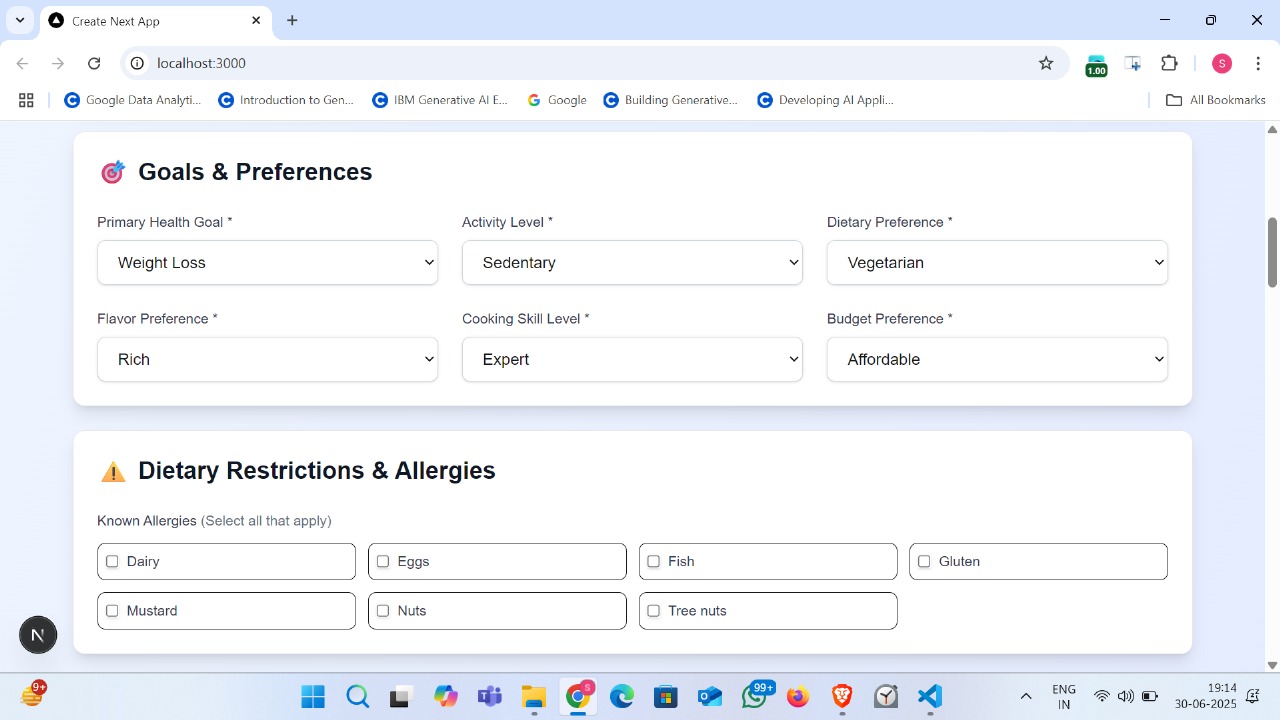 Create Next App
localhost:3000
1.00
S
Google Data Analyti...
Introduction to Gen...
IBM Generative AI E...
Google
Building Generative...
Developing AI Appli...
All Bookmarks
Goals & Preferences
Primary Health Goal *
Activity Level *
Dietary Preference *
Weight Loss
Sedentary
Vegetarian
Flavor Preference *
Cooking Skill Level *
Budget Preference *
Rich
Expert
Affordable
Dietary Restrictions & Allergies
Known Allergies (Select all that apply)
Dairy
Eggs
Fish
Gluten
Mustard
Nuts
Tree nuts
N
9+
S
99+
ENG
IN
19:14
30-06-2025